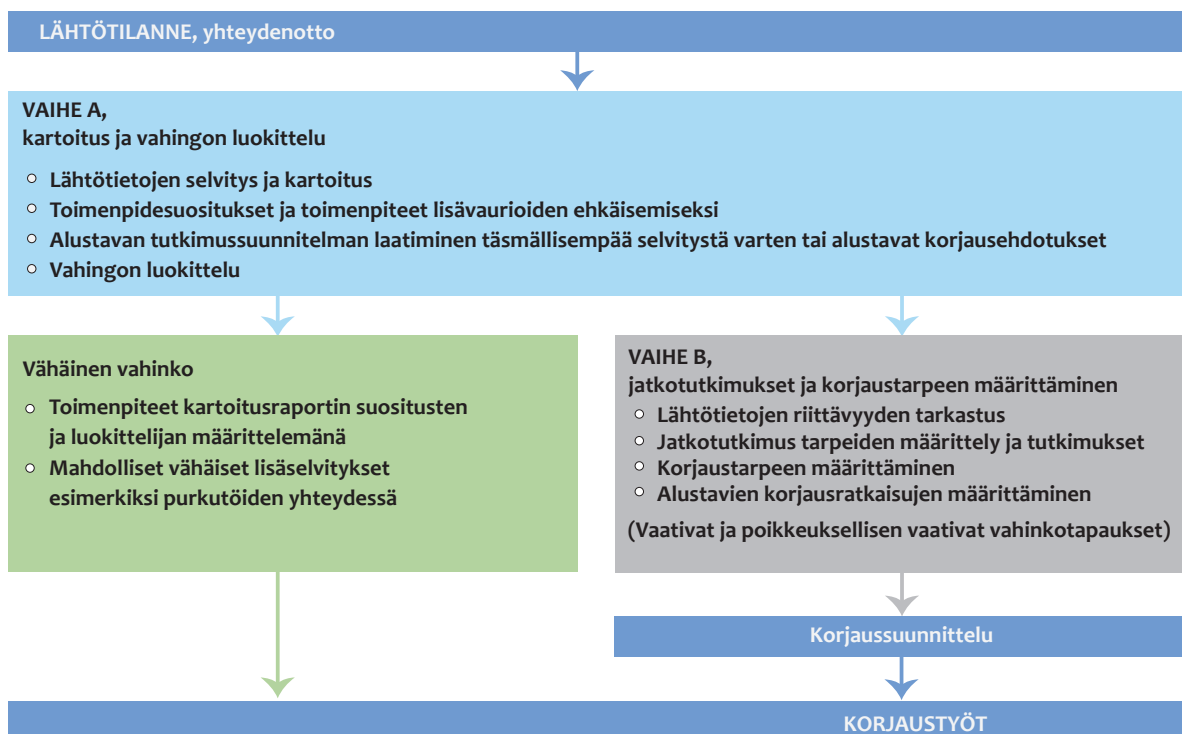 LÄHTÖTILANNE, yhteydenotto
VAIHE A,
kartoitus ja vahingon luokittelu
Lähtötietojen selvitys ja kartoitus
Toimenpidesuositukset ja toimenpiteet lisävaurioiden ehkäisemiseksi
Alustavan tutkimussuunnitelman laatiminen täsmällisempää selvitystä varten tai alustavat korjausehdotukset
Vahingon luokittelu
Vähäinen vahinko
Toimenpiteet kartoitusraportin suositusten
ja luokittelijan määrittelemänä
Mahdolliset vähäiset lisäselvitykset
esimerkiksi purkutöiden yhteydessä
VAIHE B,
jatkotutkimukset ja korjaustarpeen määrittäminen
Lähtötietojen riittävyyden tarkastus
Jatkotutkimus tarpeiden määrittely ja tutkimukset
Korjaustarpeen määrittäminen
Alustavien korjausratkaisujen määrittäminen
(Vaativat ja poikkeuksellisen vaativat vahinkotapaukset)
Korjaussuunnittelu
KORJAUSTYÖT